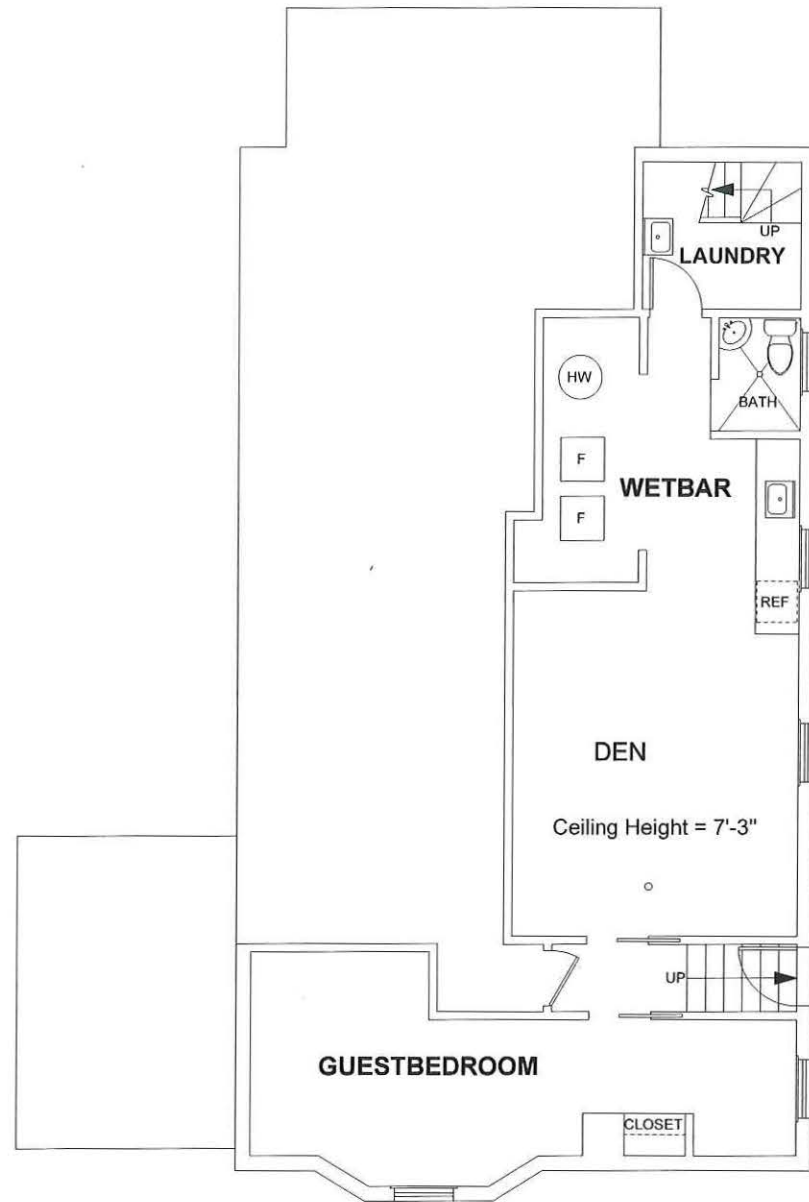 UP
LAUNDRY
HW
BATH
F
WETBAR
F
REF
DEN
Ceiling Height = 7'-3"
UP
GUESTBEDROOM
CLOSET